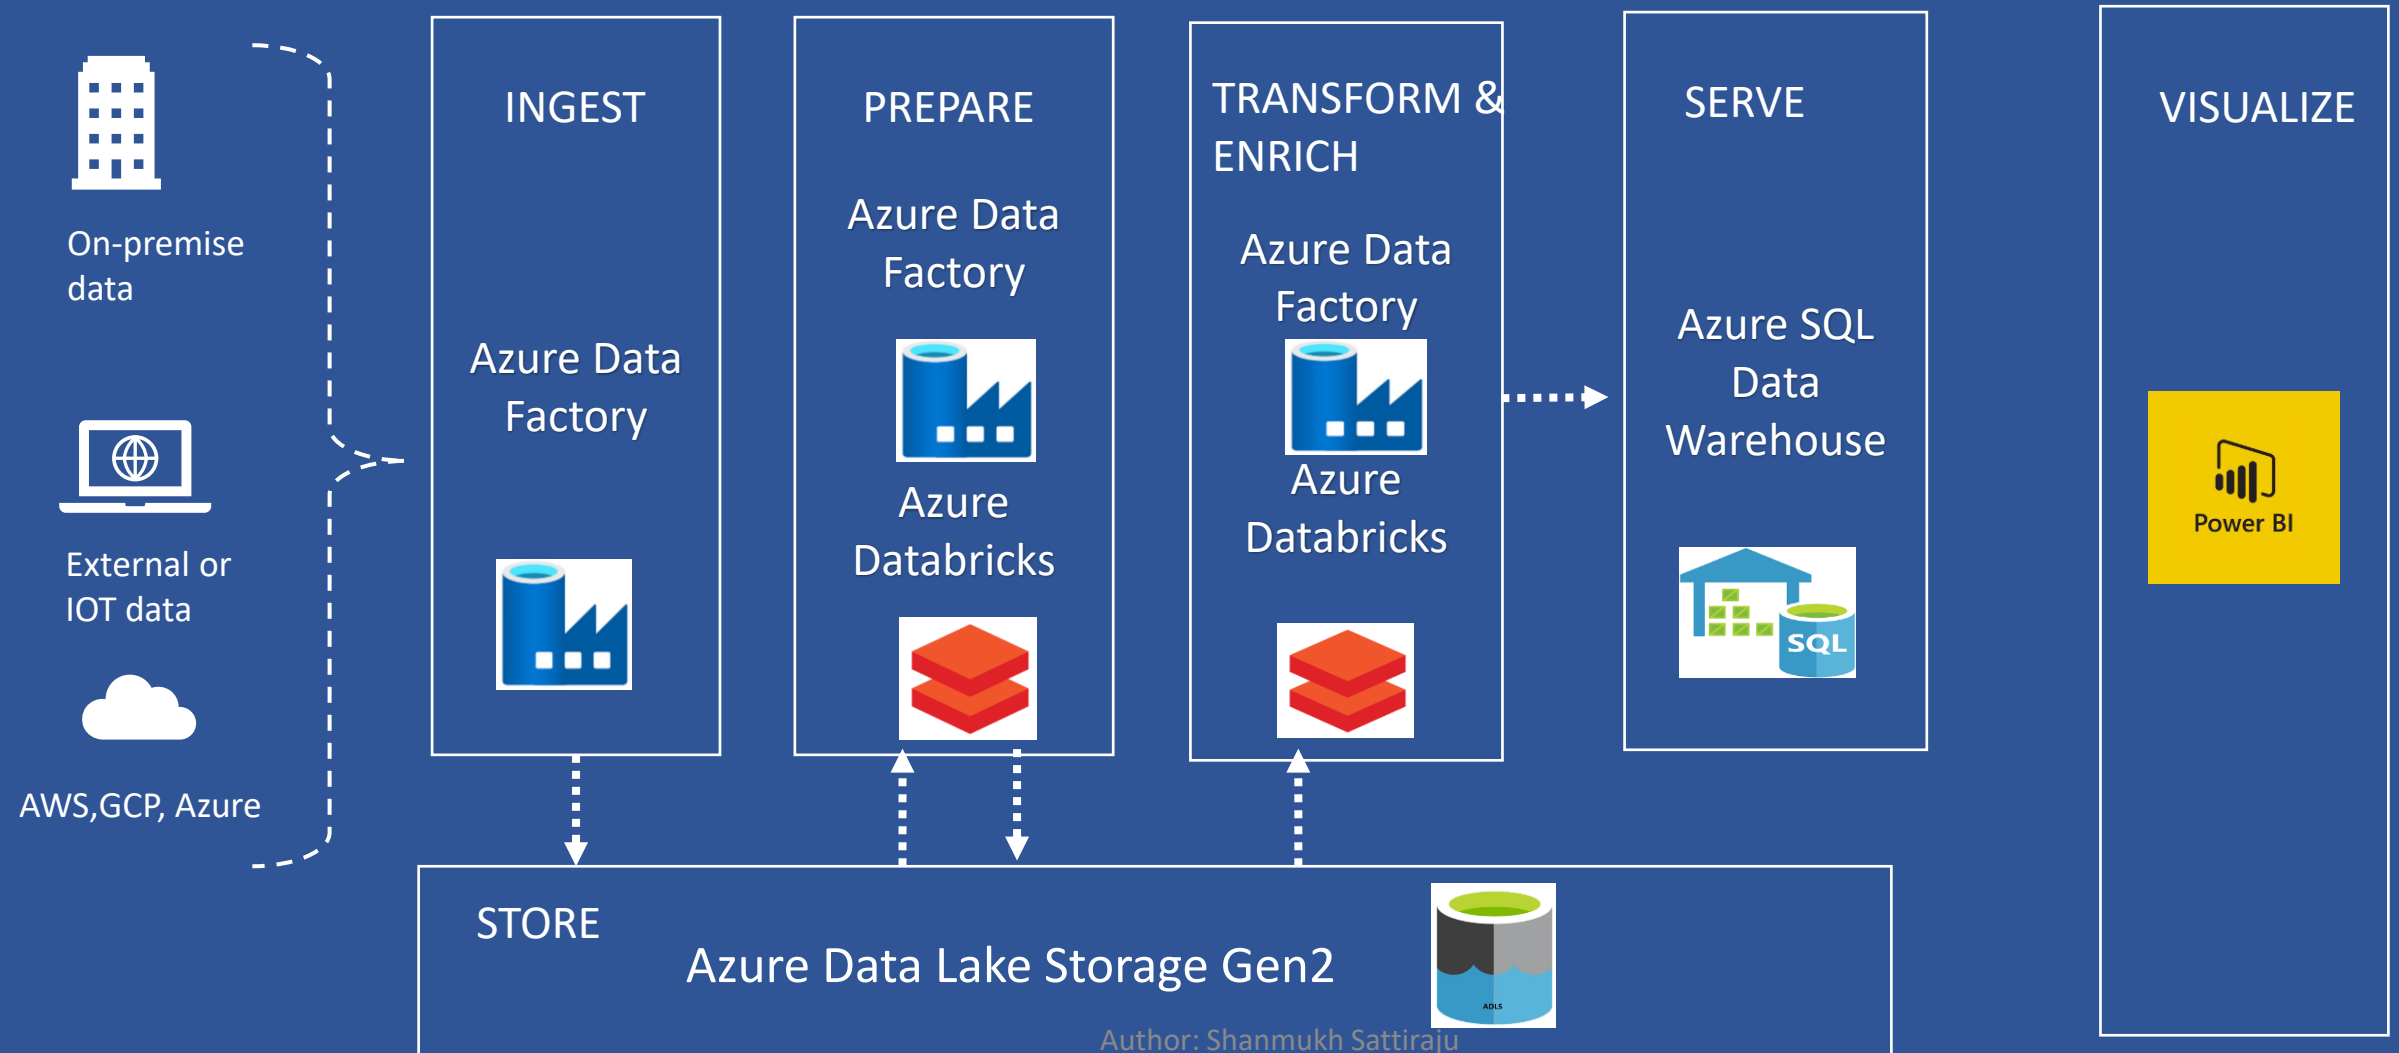 On-premise
data
External or
IOT data
AWS,GCP, Azure
INGEST
Azure Data
Factory
PREPARE
Azure Data
Factory
Azure
Databricks
TRANSFORM &
ENRICH
Azure Data
Factory
Azure
Databricks
SERVE
Azure SQL
Data
Warehouse
SQL
VISUALIZE
Power BI
STORE
Azure Data Lake Storage Gen2
ADLS
Author: Shanmukh Sattiraju